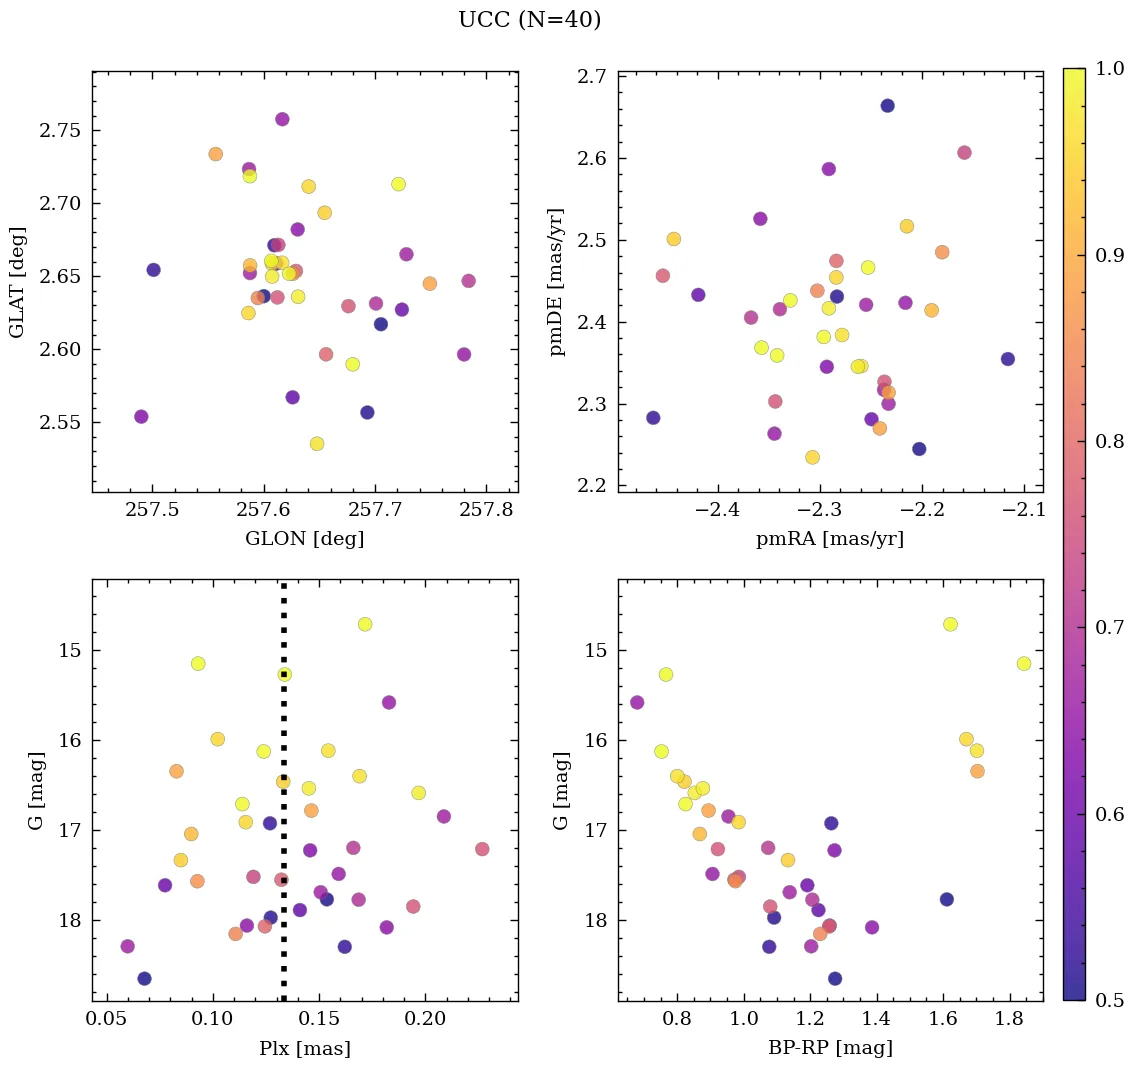 UCC (N=40)
2.75
2.70
2.65
2.60
2.55
GLAT [deg]
257.5 257.6 257.7 257.8
GLON [deg]
2.7
2.6
2.5
2.4
2.3
2.2
pmDE [mas/yr]
−2.4 −2.3 −2.2 −2.1
pmRA [mas/yr]
15
16
17
18
G [mag]
0.05 0.10 0.15 0.20
Plx [mas]
15
16
17
18
G [mag]
0.8 1.0 1.2 1.4 1.6 1.8
BP-RP [mag]
1.0
0.9
0.8
0.7
0.6
0.5